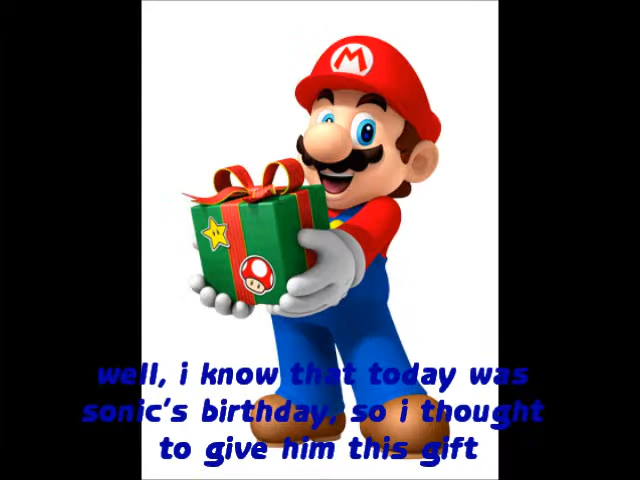 M
well, i know that today was
sonic's birthday, so i thought
to give him this gift